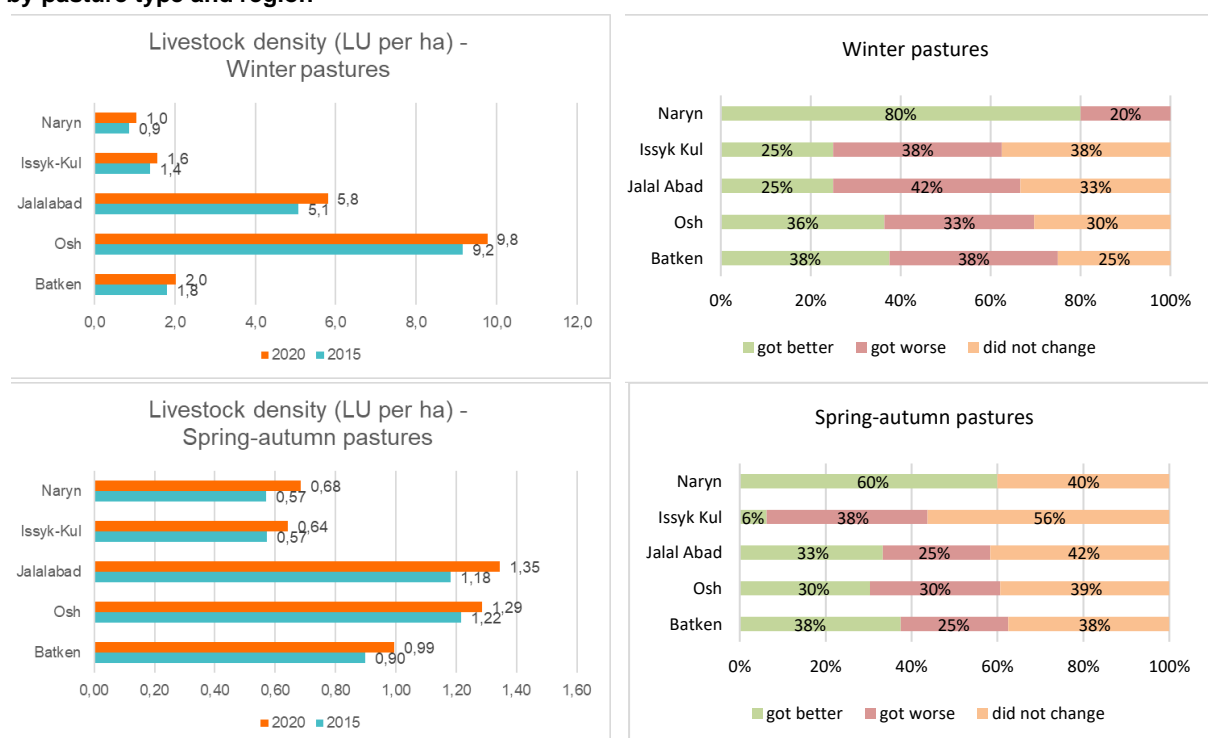 by pasture type and region
Livestock density (LU per ha) -
Winter pastures
Naryn
1,0
0,9
Issyk-Kul
1,6
1,4
Jalalabad
5,8
5,1
Osh
9,8
9,2
Batken
2,0
1,8
0,0 2,0 4,0 6,0 8,0 10,0 12,0
2020 2015
Winter pastures
Naryn 80% 20%
Issyk Kul 25% 38% 38%
Jalal Abad 25% 42% 33%
Osh 36% 33% 30%
Batken 38% 38% 25%
0% 20% 40% 60% 80% 100%
got better got worse did not change
Livestock density (LU per ha) -
Spring-autumn pastures
Naryn
0,68
0,57
Issyk-Kul
0,64
0,57
Jalalabad
1,35
1,18
Osh
1,29
1,22
Batken
0,99
0,90
0,00 0,20 0,40 0,60 0,80 1,00 1,20 1,40 1,60
2020 2015
Spring-autumn pastures
Naryn 60% 40%
Issyk Kul 6% 38% 56%
Jalal Abad 33% 25% 42%
Osh 30% 30% 39%
Batken 38% 25% 38%
0% 20% 40% 60% 80% 100%
got better got worse did not change